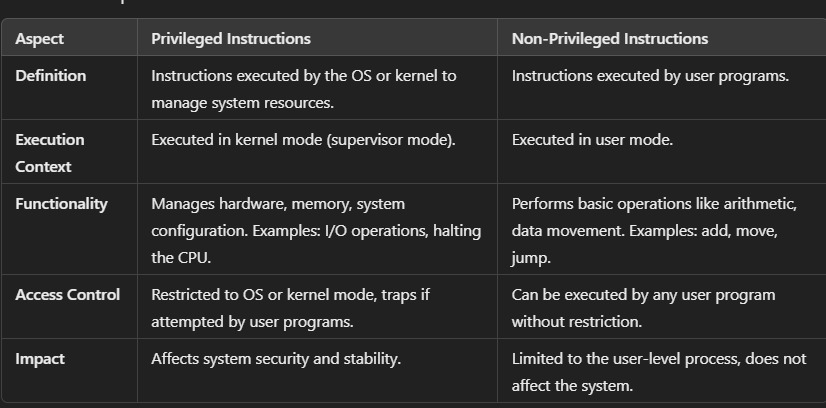 Aspect Privileged Instructions Non-Privileged Instructions
Definition Instructions executed by the OS or kernel to Instructions executed by user programs.
manage system resources.
Execution Executed in kernel mode (supervisor mode). Executed in user mode.
Context
Functionality Manages hardware, memory, system Performs basic operations like arithmetic,
configuration. Examples: I/O operations, halting data movement. Examples: add, move,
the CPU. jump.
Access Control Restricted to OS or kernel mode, traps if Can be executed by any user program
attempted by user programs. without restriction.
Impact Affects system security and stability. Limited to the user-level process, does not
affect the system.